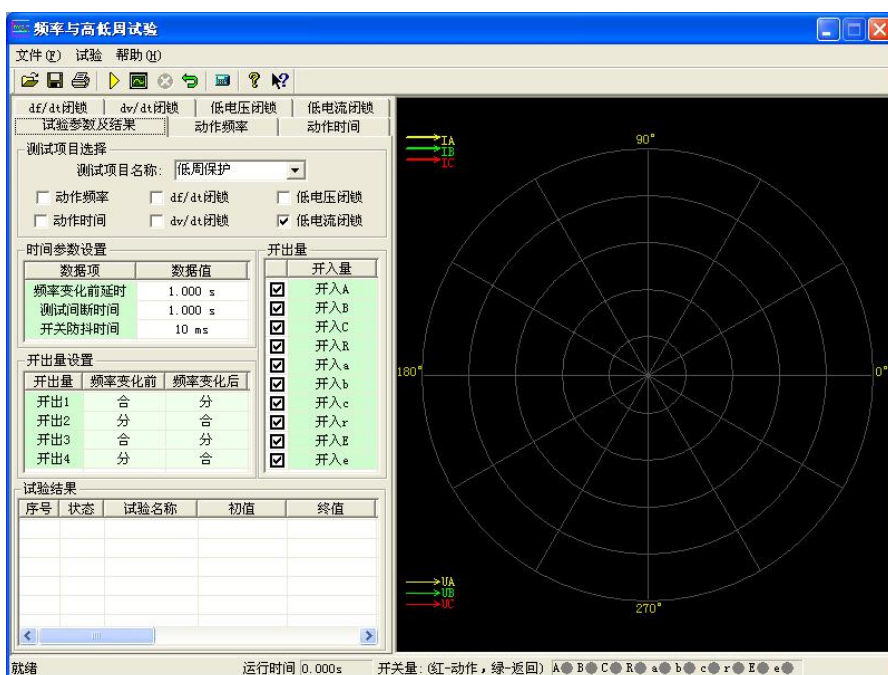 频率与高低周试验
文件(F) 试验 帮助(H)
df/dt闭锁 dv/dt闭锁 低电压闭锁 低电流闭锁
试验参数及结果 动作频率 动作时间
测试项目选择
测试项目名称: 低周保护
动作频率 df/dt闭锁 低电压闭锁
动作时间 dv/dt闭锁 低电流闭锁
时间参数设置
数据项 数据值
频率变化前延时 1.000 s
测试间断时间 1.000 s
开关防抖时间 10 ms
开出量
开入量
开入A
开入B
开入C
开入R
开入a
开入b
开入c
开入r
开入E
开入e
开出量设置
开出量 频率变化前 频率变化后
开出1 合 分
开出2 分 合
开出3 合 分
开出4 分 合
试验结果
序号 状态 试验名称 初值 终值
IA
IB
IC
90°
180°
0°
270°
UA
UB
UC
就绪 运行时间 0.000s 开关量:(红-动作,绿-返回) A B C R a b c r E e